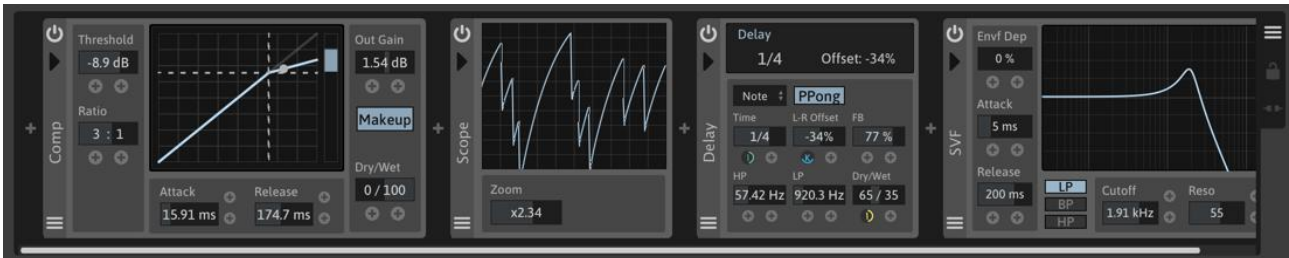 Comp
Threshold
-8.9 dB
Ratio
3 : 1
Attack
15.91 ms
Release
174.7 ms
Out Gain
1.54 dB
Makeup
Dry/Wet
0 / 100
Scope
Zoom
x2.34
Delay
Delay
1/4 Offset: -34%
Note PPong
Time L-R Offset FB
1/4 -34% 77 %
HP LP Dry/Wet
57.42 Hz 920.3 Hz 65 / 35
SVF
Envf Dep
0 %
Attack
5 ms
Release
200 ms
LP
BP
HP
Cutoff
1.91 kHz
Reso
55